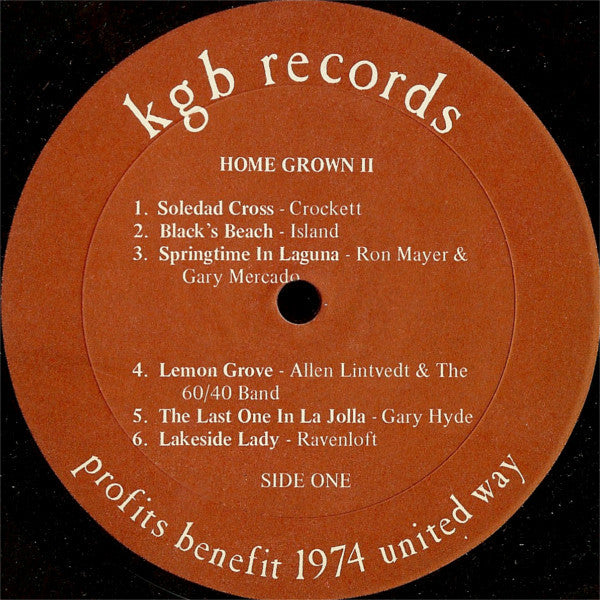 kgb records
HOME GROWN II
1. Soledad Cross - Crockett
2. Black's Beach - Island
3. Springtime In Laguna - Ron Mayer &
Gary Mercado
4. Lemon Grove - Allen Lintvedt & The
60/40 Band
5. The Last One In La Jolla - Gary Hyde
6. Lakeside Lady - Ravenloft
SIDE ONE
profits benefit 1974 united way